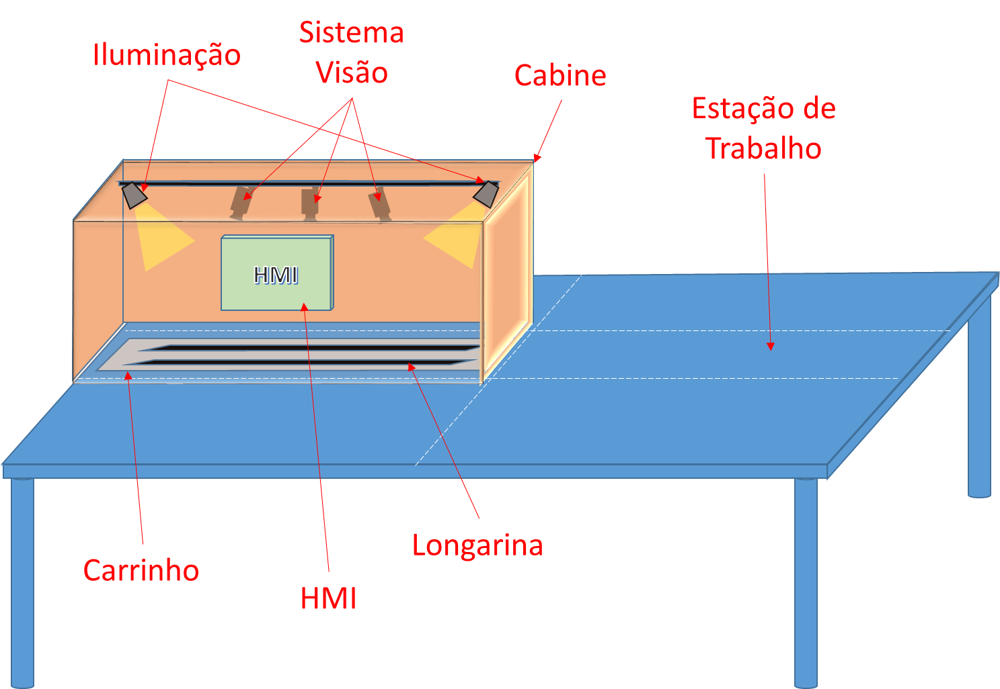 Iluminação
Sistema
Visão
Cabine
Estação de
Trabalho
HMI
Longarina
Carrinho
HMI